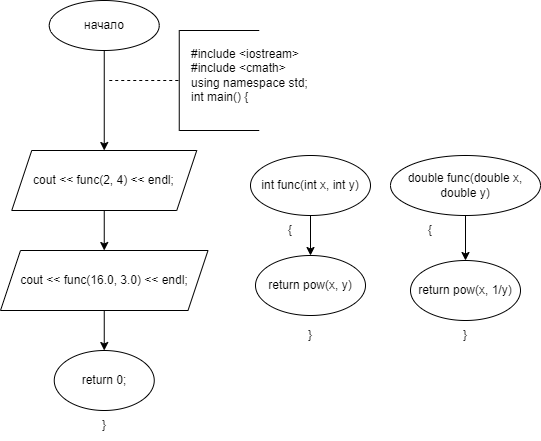 начало
#include <iostream>
#include <cmath>
using namespace std;
int main() {
cout << func(2, 4) << endl;
cout << func(16.0, 3.0) << endl;
return 0;
}
int func(int x, int y)
{
return pow(x, y)
}
double func(double x,
double y)
{
return pow(x, 1/y)
}